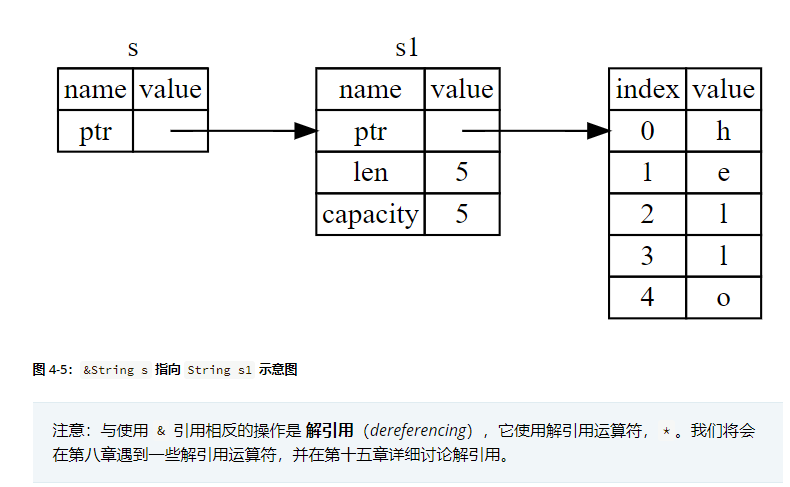 s s1
name value name value index value
ptr ptr 0 h
len 5 1 e
capacity 5 2 l
3 l
4 o
图 4-5： &String s 指向 String s1 示意图
注意：与使用 & 引用相反的操作是 解引用（dereferencing），它使用解引用运算符，*。我们将会
在第八章遇到一些解引用运算符，并在第十五章详细讨论解引用。